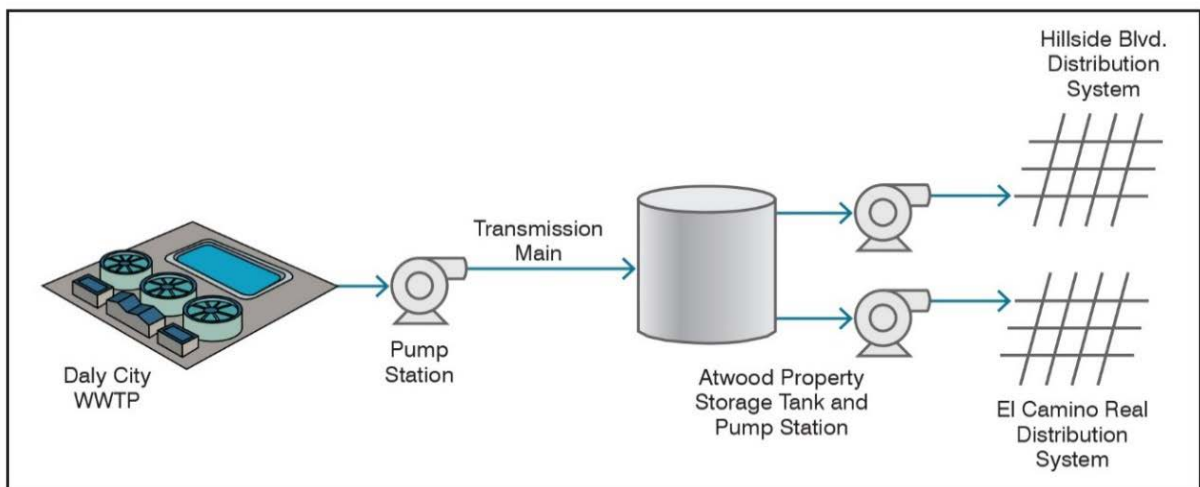 Hillside Blvd.
Distribution
System
Transmission
Main
Daly City
WWTP
Pump
Station
Atwood Property
Storage Tank and
Pump Station
El Camino Real
Distribution
System